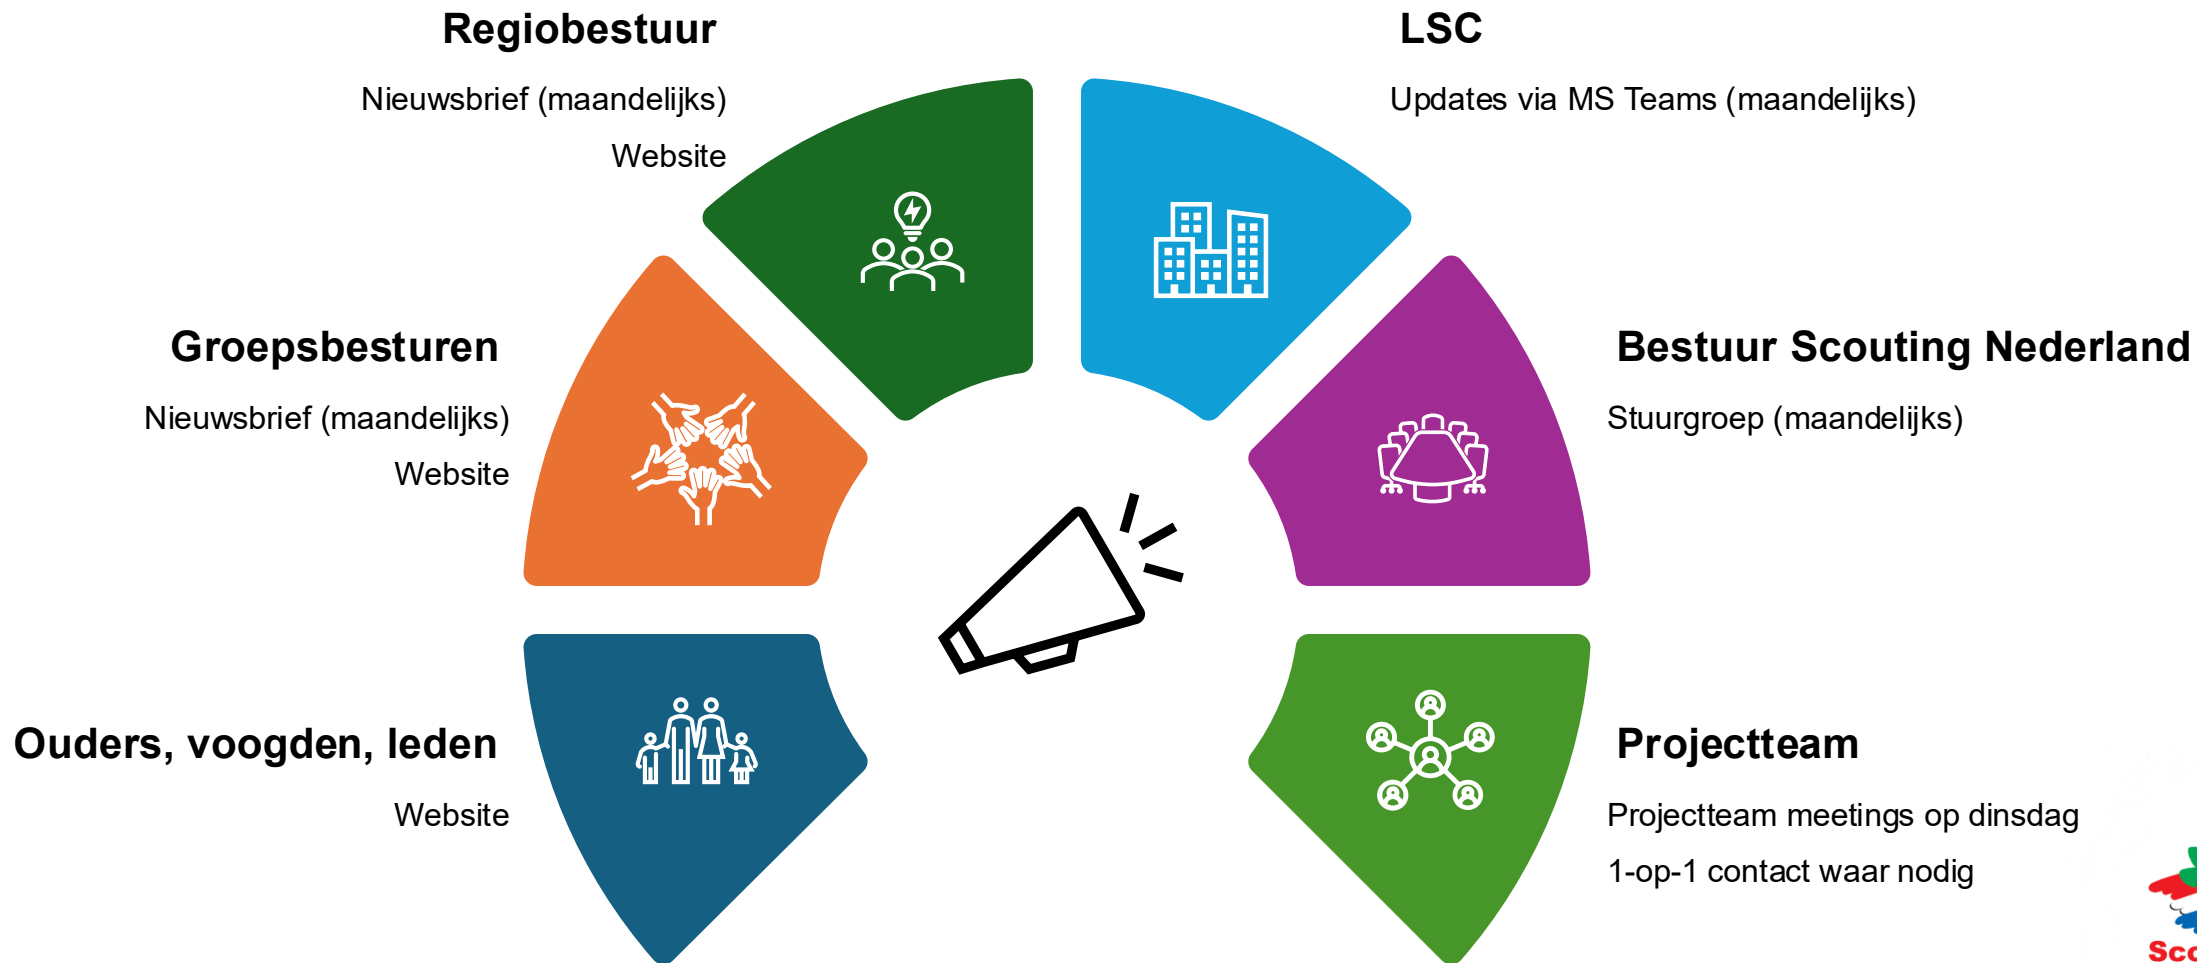 Regiobestuur
Nieuwsbrief (maandelijks)
Website
LSC
Updates via MS Teams (maandelijks)
Groepsbesturen
Nieuwsbrief (maandelijks)
Website
Bestuur Scouting Nederland
Stuurgroep (maandelijks)
Ouders, voogden, leden
Website
Projectteam
Projectteam meetings op dinsdag
1-op-1 contact waar nodig